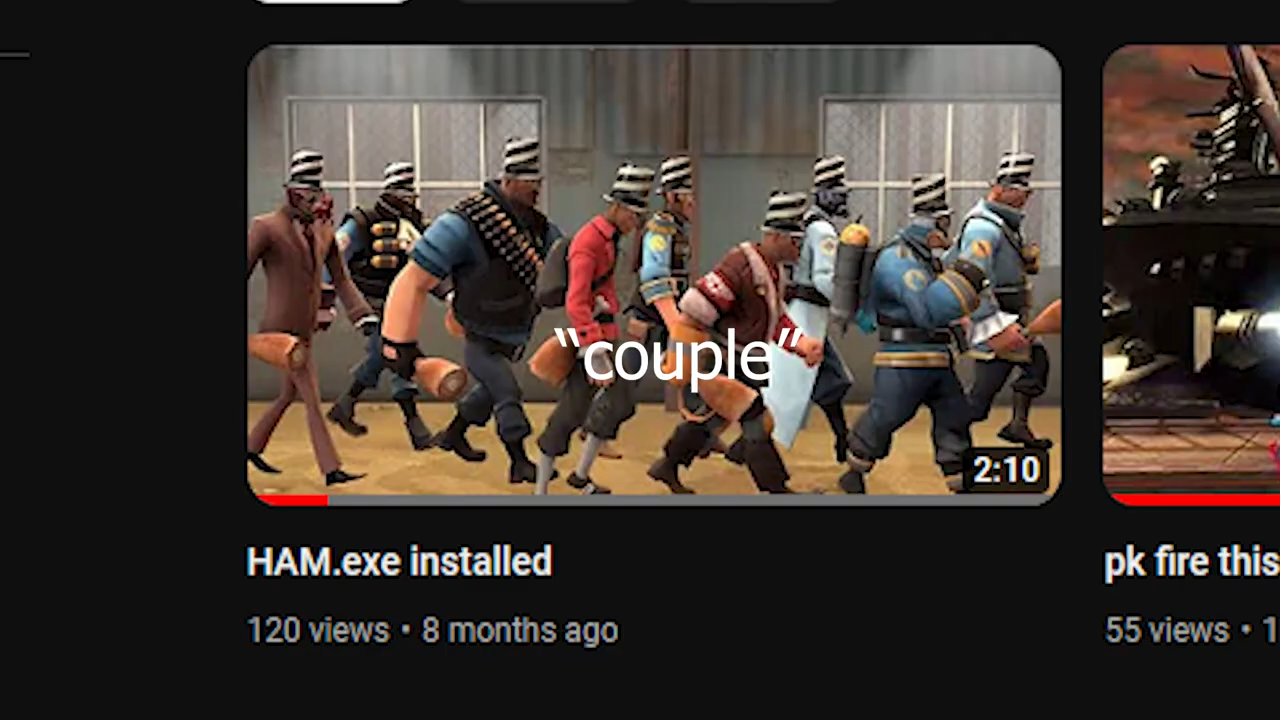 “couple”
2:10
HAM.exe installed
pk fire this
120 views • 8 months ago
55 views • 1